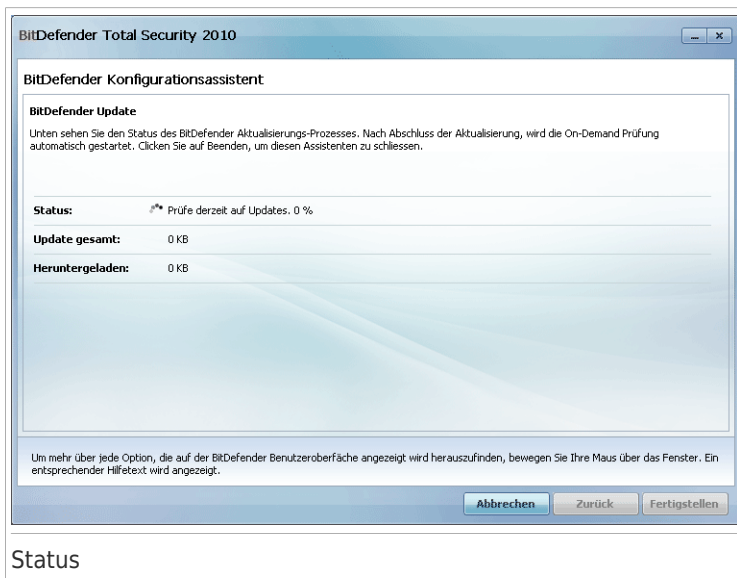 BitDefender Total Security 2010
BitDefender Konfigurationsassistent
BitDefender Update
Unten sehen Sie den Status des BitDefender Aktualisierungs-Prozesses. Nach Abschluss der Aktualisierung, wird die On-Demand Prüfung
automatisch gestartet. Clicken Sie auf Beenden, um diesen Assistenten zu schliessen.
Status: Prüfe derzeit auf Updates. 0 %
Update gesamt: 0 KB
Heruntergeladen: 0 KB
Um mehr über jede Option, die auf der BitDefender Benutzeroberfäche angezeigt wird herauszufinden, bewegen Sie Ihre Maus über das Fenster. Ein
entsprechender Hilfetext wird angezeigt.
Abbrechen Zurück Fertigstellen
Status